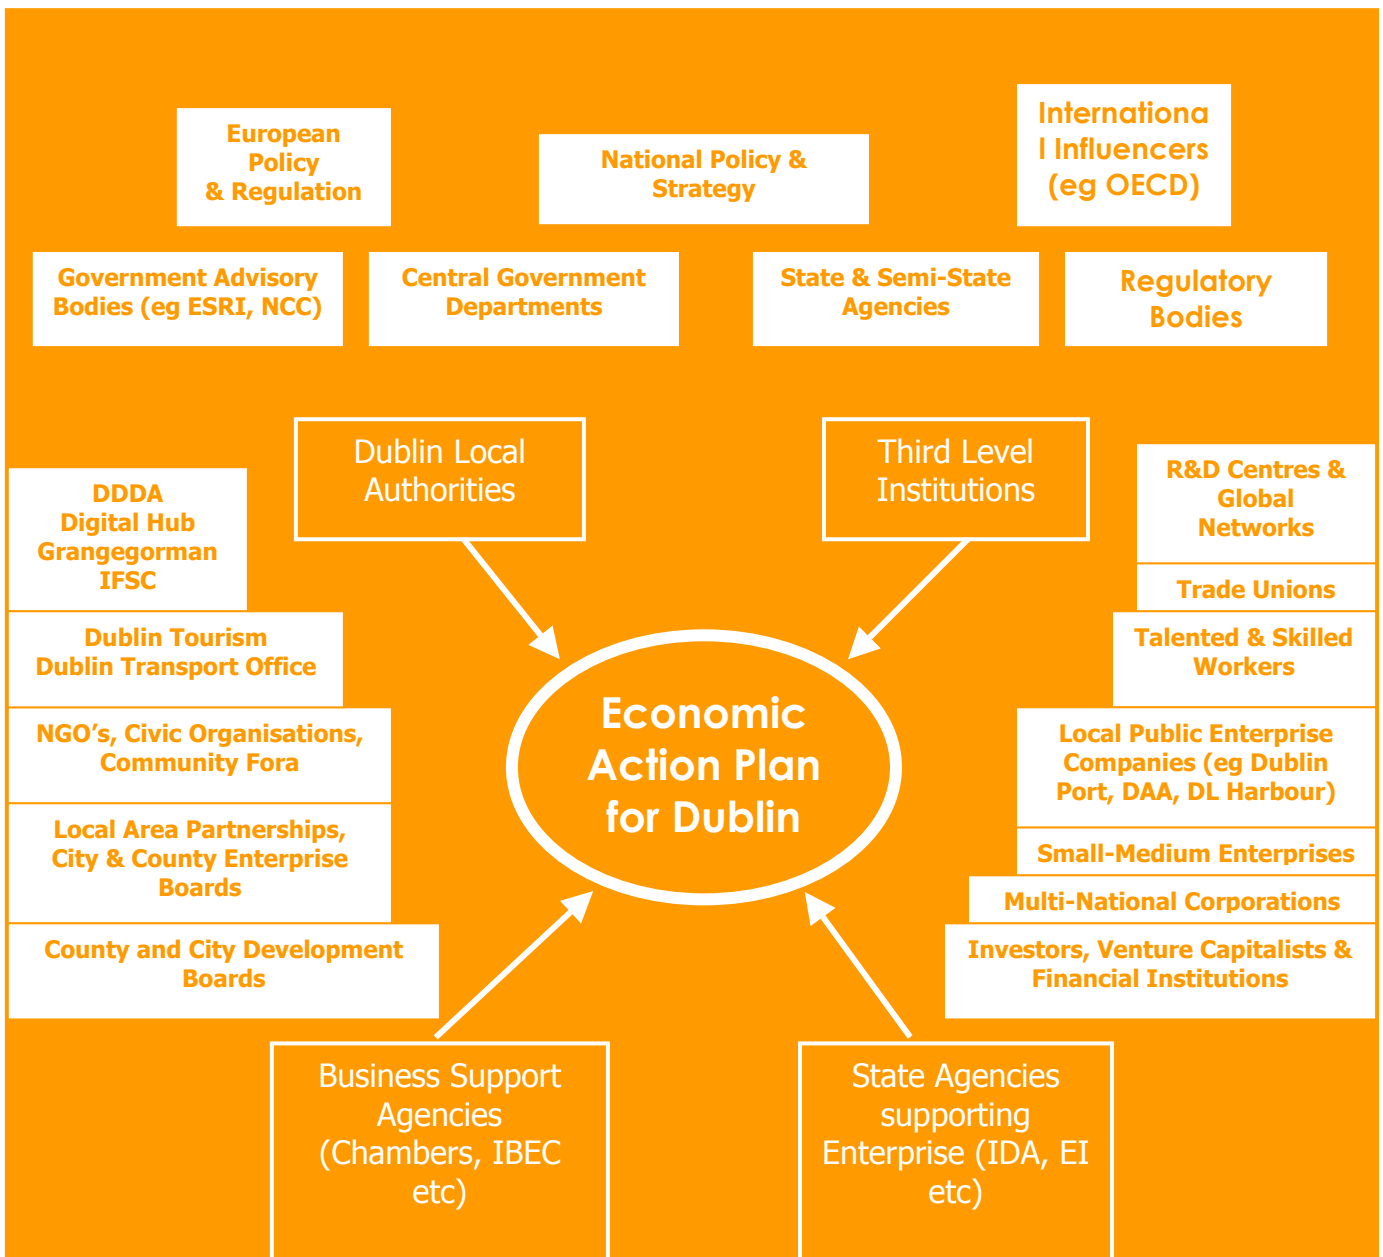 European
Policy
& Regulation
National Policy &
Strategy
Internationa
l Influencers
(eg OECD)
Government Advisory
Bodies (eg ESRI, NCC)
Central Government
Departments
State & Semi-State
Agencies
Regulatory
Bodies
Dublin Local
Authorities
Third Level
Institutions
DDDA
Digital Hub
Grangegorman
IFSC
Dublin Tourism
Dublin Transport Office
NGO’s, Civic Organisations,
Community Fora
Local Area Partnerships,
City & County Enterprise
Boards
County and City Development
Boards
Economic
Action Plan
for Dublin
R&D Centres &
Global
Networks
Trade Unions
Talented & Skilled
Workers
Local Public Enterprise
Companies (eg Dublin
Port, DAA, DL Harbour)
Small-Medium Enterprises
Multi-National Corporations
Investors, Venture Capitalists &
Financial Institutions
Business Support
Agencies
(Chambers, IBEC
etc)
State Agencies
supporting
Enterprise (IDA, EI
etc)